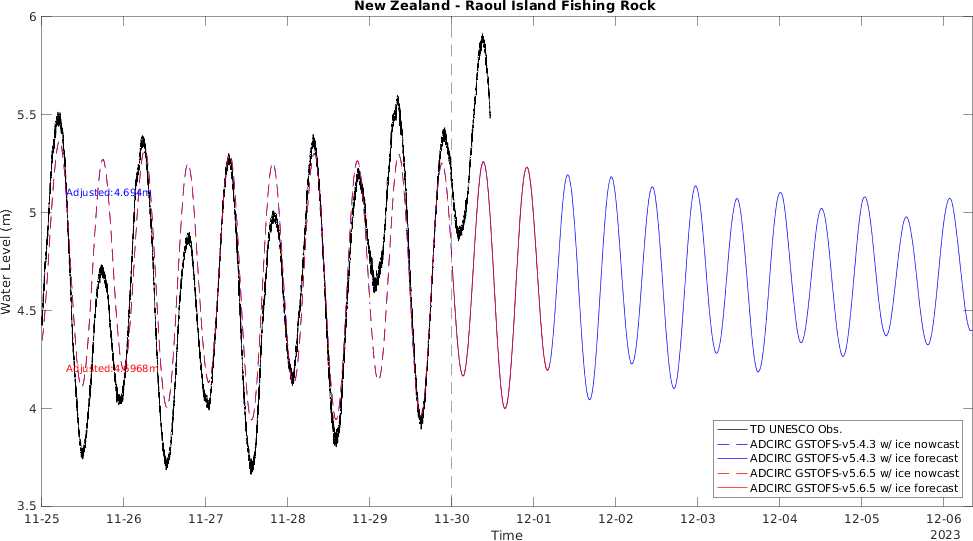 New Zealand - Raoul Island Fishing Rock
Water Level (m)
6
5.5
5
4.5
4
3.5
Adjusted:4.694m
Adjusted:4.6968m
TD UNESCO Obs.
ADCIRC GSTOFS-v5.4.3 w/ ice nowcast
ADCIRC GSTOFS-v5.4.3 w/ ice forecast
ADCIRC GSTOFS-v5.6.5 w/ ice nowcast
ADCIRC GSTOFS-v5.6.5 w/ ice forecast
11-25 11-26 11-27 11-28 11-29 11-30 12-01 12-02 12-03 12-04 12-05 12-06
Time
2023